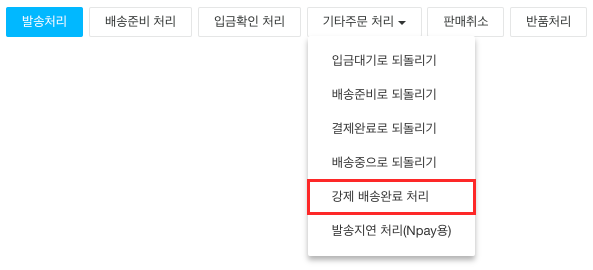 발송처리 배송준비 처리 입금확인 처리 기타주문 처리 판매취소 반품처리
입금대기로 되돌리기
배송준비로 되돌리기
결제완료로 되돌리기
배송중으로 되돌리기
강제 배송완료 처리
발송지연 처리(Npay용)